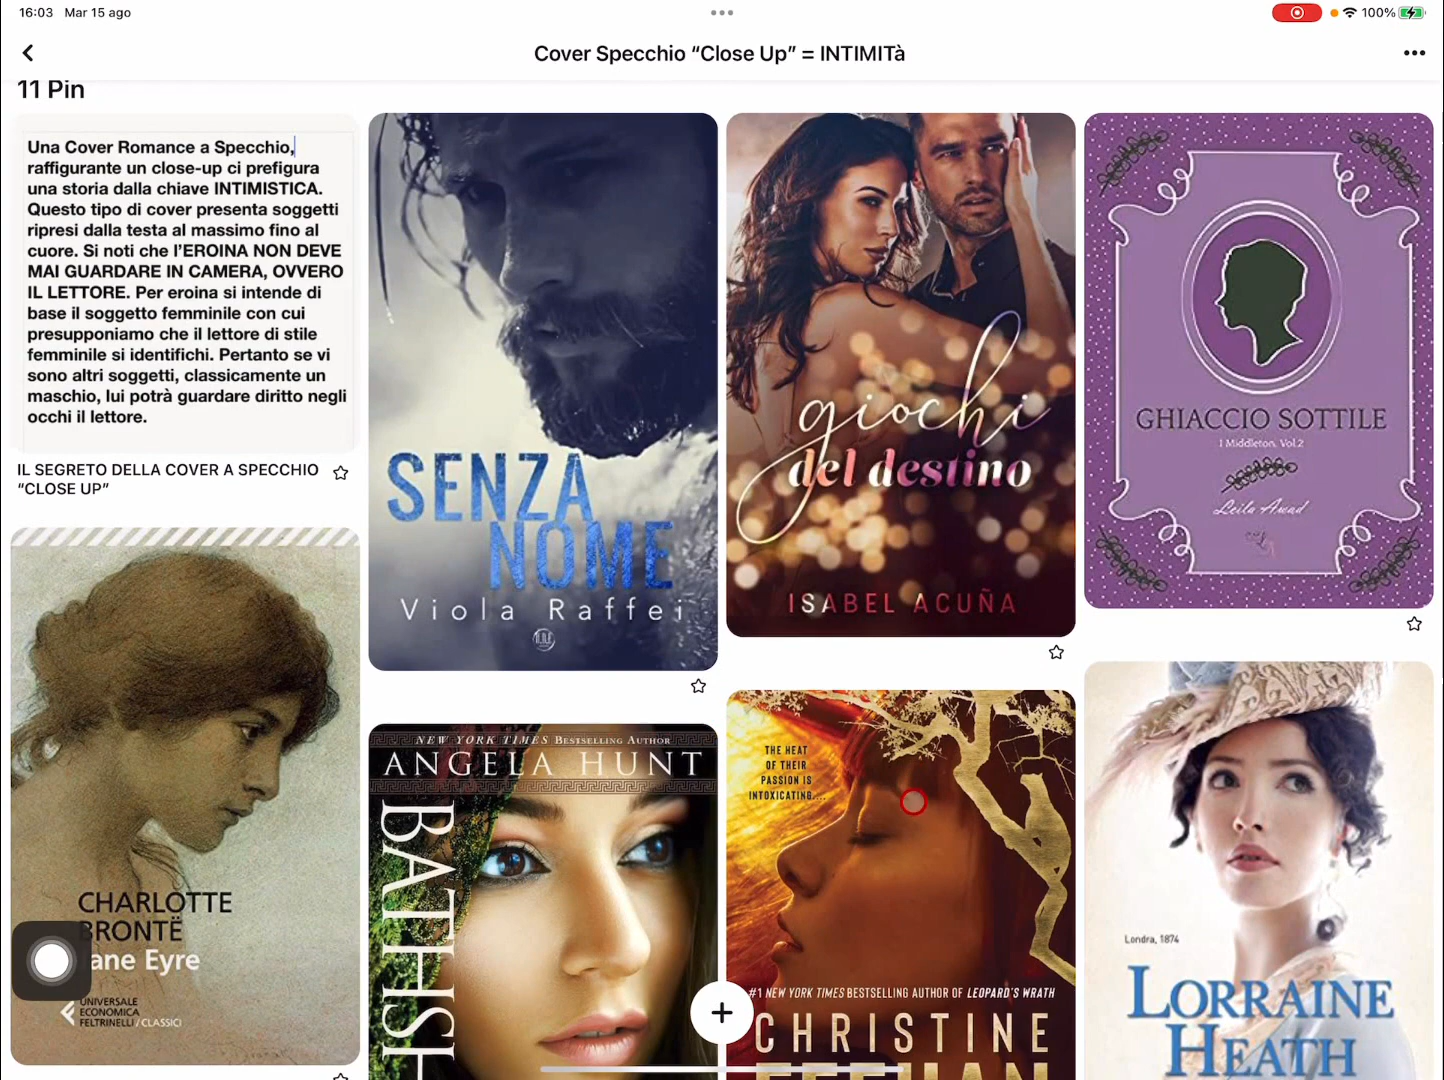 16:03 Mar 15 ago
100%
Cover Specchio “Close Up” = INTIMITà
11 Pin
Una Cover Romance a Specchio,
raffigurante un close-up ci prefigura
una storia dalla chiave INTIMISTICA.
Questo tipo di cover presenta soggetti
ripresi dalla testa al massimo fino al
cuore. Si noti che l’EROINA NON DEVE
MAI GUARDARE IN CAMERA, OVVERO
IL LETTORE. Per eroina si intende di
base il soggetto femminile con cui
presupponiamo che il lettore di stile
femminile si identifichi. Pertanto se vi
sono altri soggetti, classicamente un
maschio, lui potrà guardare diritto negli
occhi il lettore.
IL SEGRETO DELLA COVER A SPECCHIO
“CLOSE UP”
SENZA
NOME
Viola Raffei
giochi
del destino
ISABEL ACUÑA
GHIACCIO SOTTILE
I Middleton. Vol.2
Leila Awad
CHARLOTTE
BRONTË
ane Eyre
UNIVERSALE
ECONOMICA
FELTRINELLI/CLASSICI
NEW YORK TIMES BESTSELLING AUTHOR
ANGELA HUNT
BATHSH
THE HEAT
OF THEIR
PASSION IS
INTOXICATING....
#1 NEW YORK TIMES BESTSELLING AUTHOR OF LEOPARD'S WRATH
CHRISTINE
FEEHAN
Londra, 1874
LORRAINE
HEATH